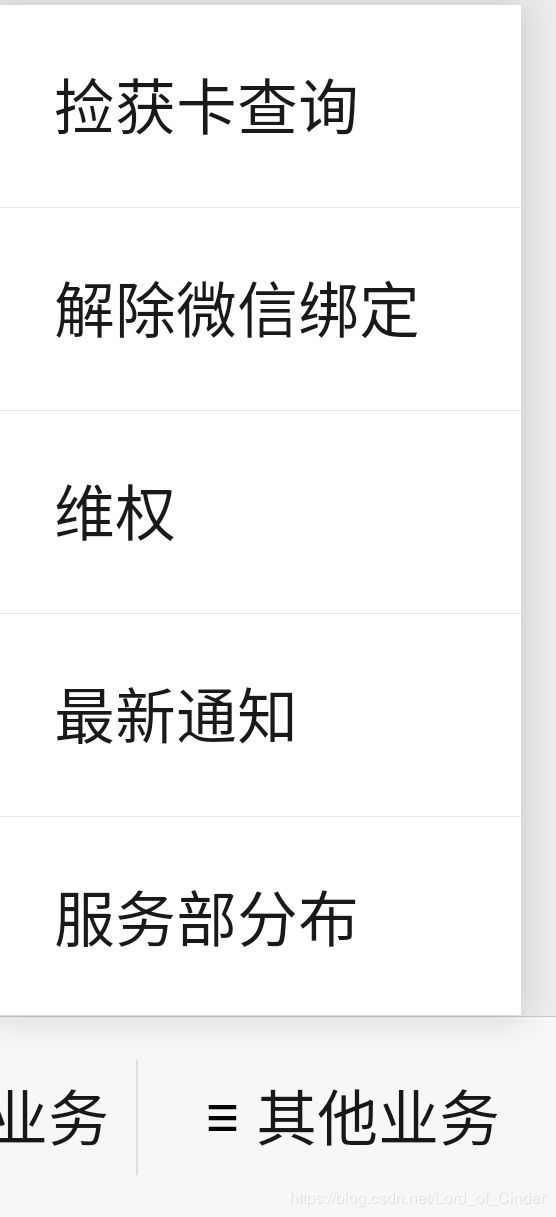 捡获卡查询
解除微信绑定
维权
最新通知
服务部分布
业务
≡ 其他业务
https://blog.csdn.net/Lord_of_Cinder